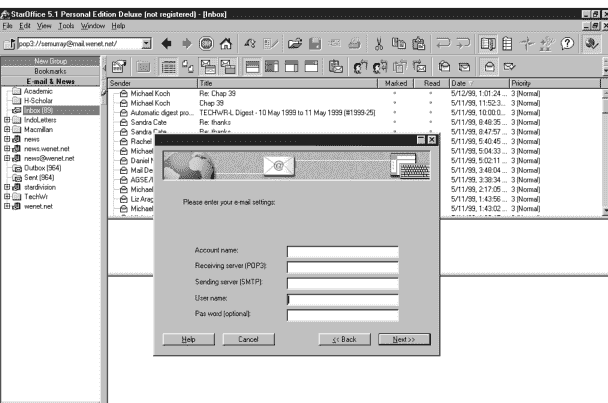 StarOffice 5.1 Personal Edition Deluxe (not registered) - [Inbox]
File Edit View Tools Window Help
pop3://semurray@mail.wenet.net/
New Group
Bookmarks
E-mail & News
Academic
H-Scholar
Inbox (89)
IndoLetters
Macmillan
news
news.wenet.net
news@wenet.net
Outbox (964)
Sent (964)
stardivision
TechWr
wenet.net
Sender Title Marked Read Date Priority
Michael Koch Re: Chap 39 5/12/99, 1:01:24 ... 3 (Normal)
Michael Koch Chap 39 5/11/99, 11:52:3... 3 (Normal)
Automatic digest pro... TECHWR-L Digest - 10 May 1999 to 11 May 1999 (#1999-25) 5/11/99, 10:00:0... 3 (Normal)
Sandra Cate Re: thanks 5/11/99, 8:48:35 ... 3 (Normal)
Sandra Cate Re: thanks 5/11/99, 8:47:57 ... 3 (Normal)
Rachel 5/11/99, 5:40:45 ... 3 (Normal)
Michael 5/11/99, 5:04:33 ... 3 (Normal)
Daniel 5/11/99, 5:02:11 ... 3 (Normal)
Mail De 5/11/99, 3:48:04 ... 3 (Normal)
AGSE/I 5/11/99, 3:38:34 ... 3 (Normal)
Michael 5/11/99, 2:17:05 ... 3 (Normal)
Liz Arag 5/11/99, 1:43:56 ... 3 (Normal)
Michael 5/11/99, 1:43:02 ... 3 (Normal)
Please enter your e-mail settings:
Account name:
Receiving server (POP3):
Sending server (SMTP):
User name:
Pas word (optional):
Help Cancel << Back Next >>